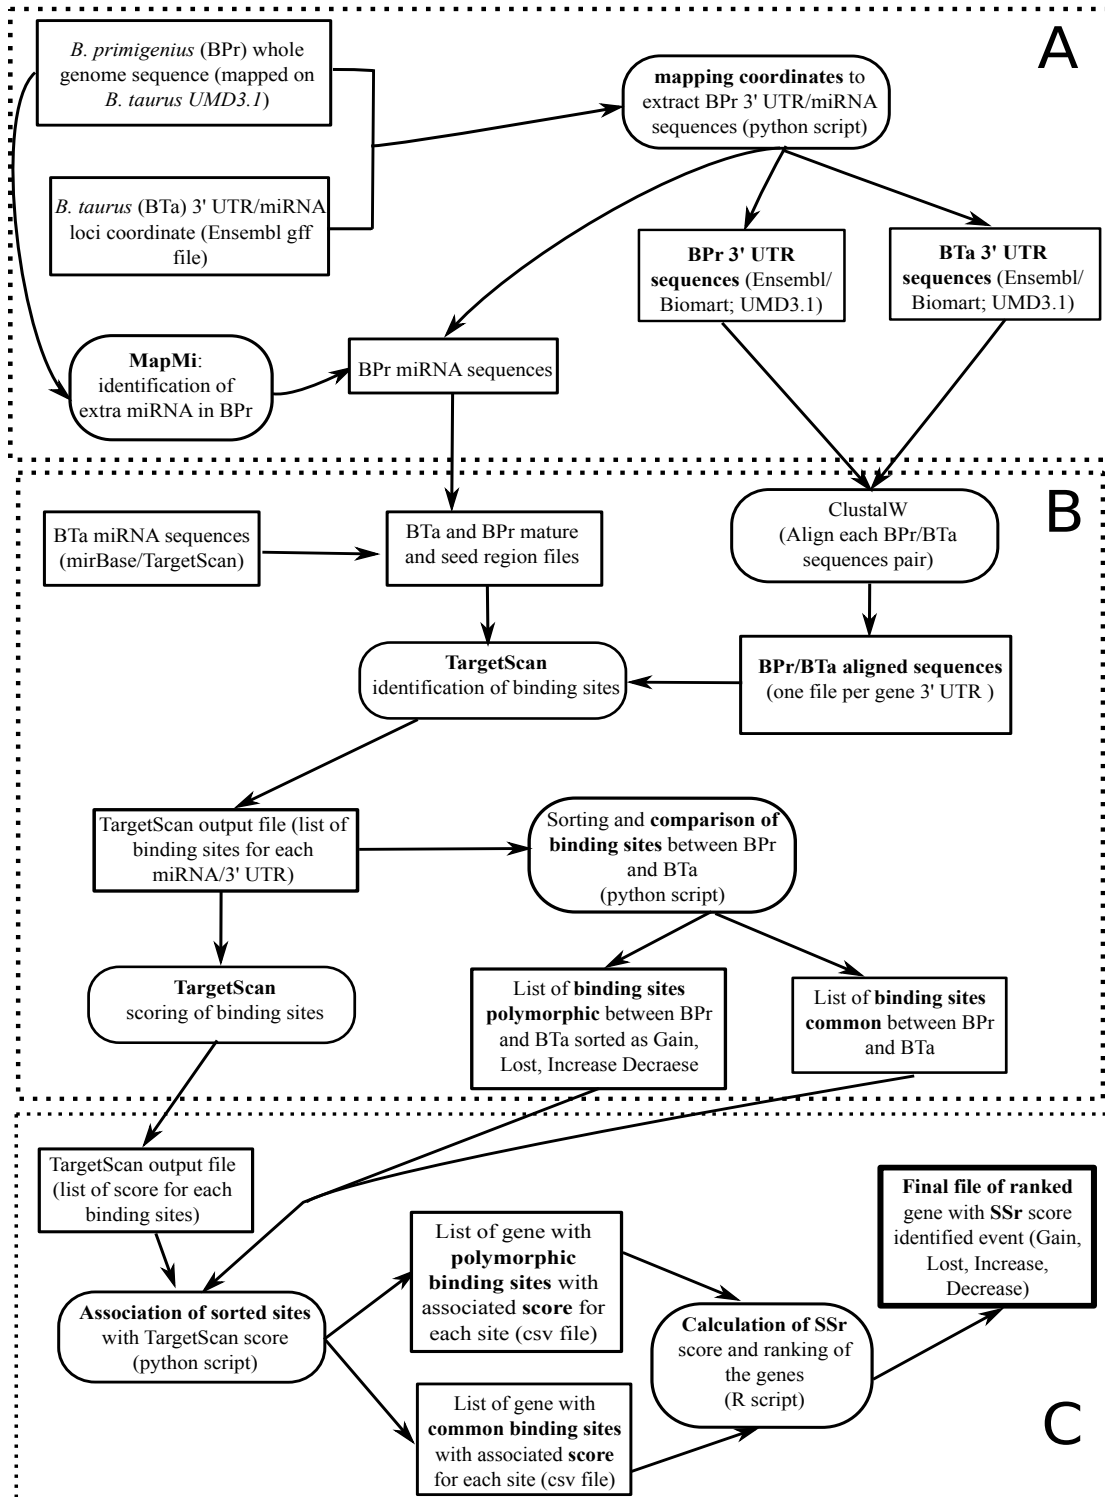 A
B. primigenius (BPr) whole
genome sequence (mapped on
B. taurus UMD3.1)
mapping coordinates to
extract BPr 3' UTR/miRNA
sequences (python script)
B. taurus (BTa) 3' UTR/miRNA
loci coordinate (Ensembl gff
file)
BPr 3' UTR
sequences (Ensembl/
Biomart; UMD3.1)
BTa 3' UTR
sequences (Ensembl/
Biomart; UMD3.1)
MapMi:
identification of
extra miRNA in BPr
BPr miRNA sequences
B
BTa miRNA sequences
(mirBase/TargetScan)
BTa and BPr mature
and seed region files
ClustalW
(Align each BPr/BTa
sequences pair)
TargetScan
identification of binding sites
BPr/BTa aligned sequences
(one file per gene 3' UTR )
TargetScan output file (list of
binding sites for each
miRNA/3' UTR)
Sorting and comparison of
binding sites between BPr
and BTa
(python script)
TargetScan
scoring of binding sites
List of binding sites
polymorphic between BPr
and BTa sorted as Gain,
Lost, Increase Decraese
List of binding sites
common between BPr
and BTa
TargetScan output file
(list of score for each
binding sites)
Association of sorted sites
with TargetScan score
(python script)
List of gene with
polymorphic
binding sites with
associated score for
each site (csv file)
List of gene with
common binding sites
with associated score
for each site (csv file)
Calculation of SSr
score and ranking of
the genes
(R script)
Final file of ranked
gene with SSr score
identified event (Gain,
Lost, Increase,
Decrease)
C